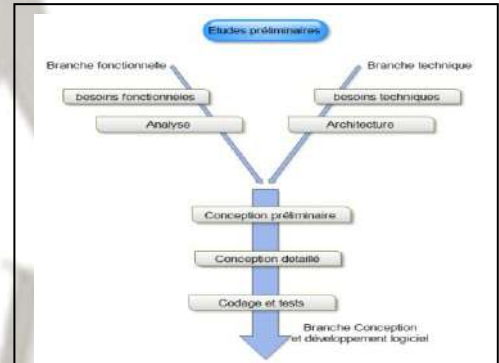 Etudes préliminaires
Branche fonctionnelle
Branche technique
besoins fonctionneles
besoins techniques
Analyse
Architecture
Conception préliminaire
Conception detaillé
Codage et tests
Branche Conception
et développement logiciel